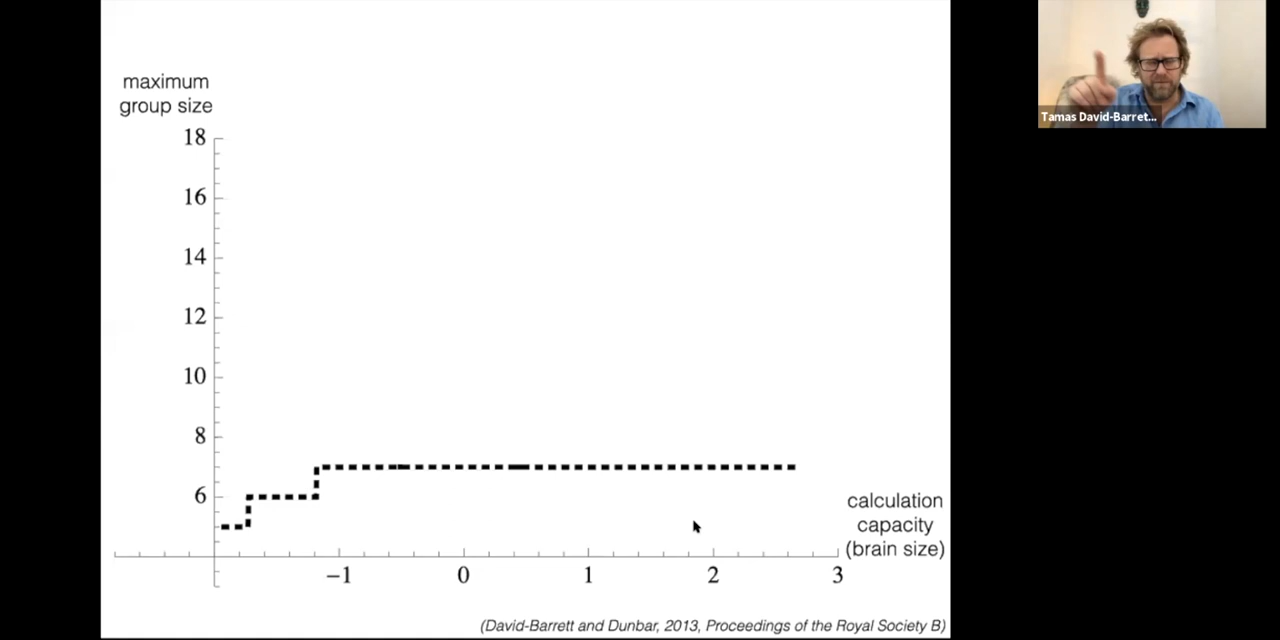 maximum
group size
18
16
14
12
10
8
6
−1 0 1 2 3
calculation
capacity
(brain size)
(David-Barrett and Dunbar, 2013, Proceedings of the Royal Society B)
Tamas David-Barret...